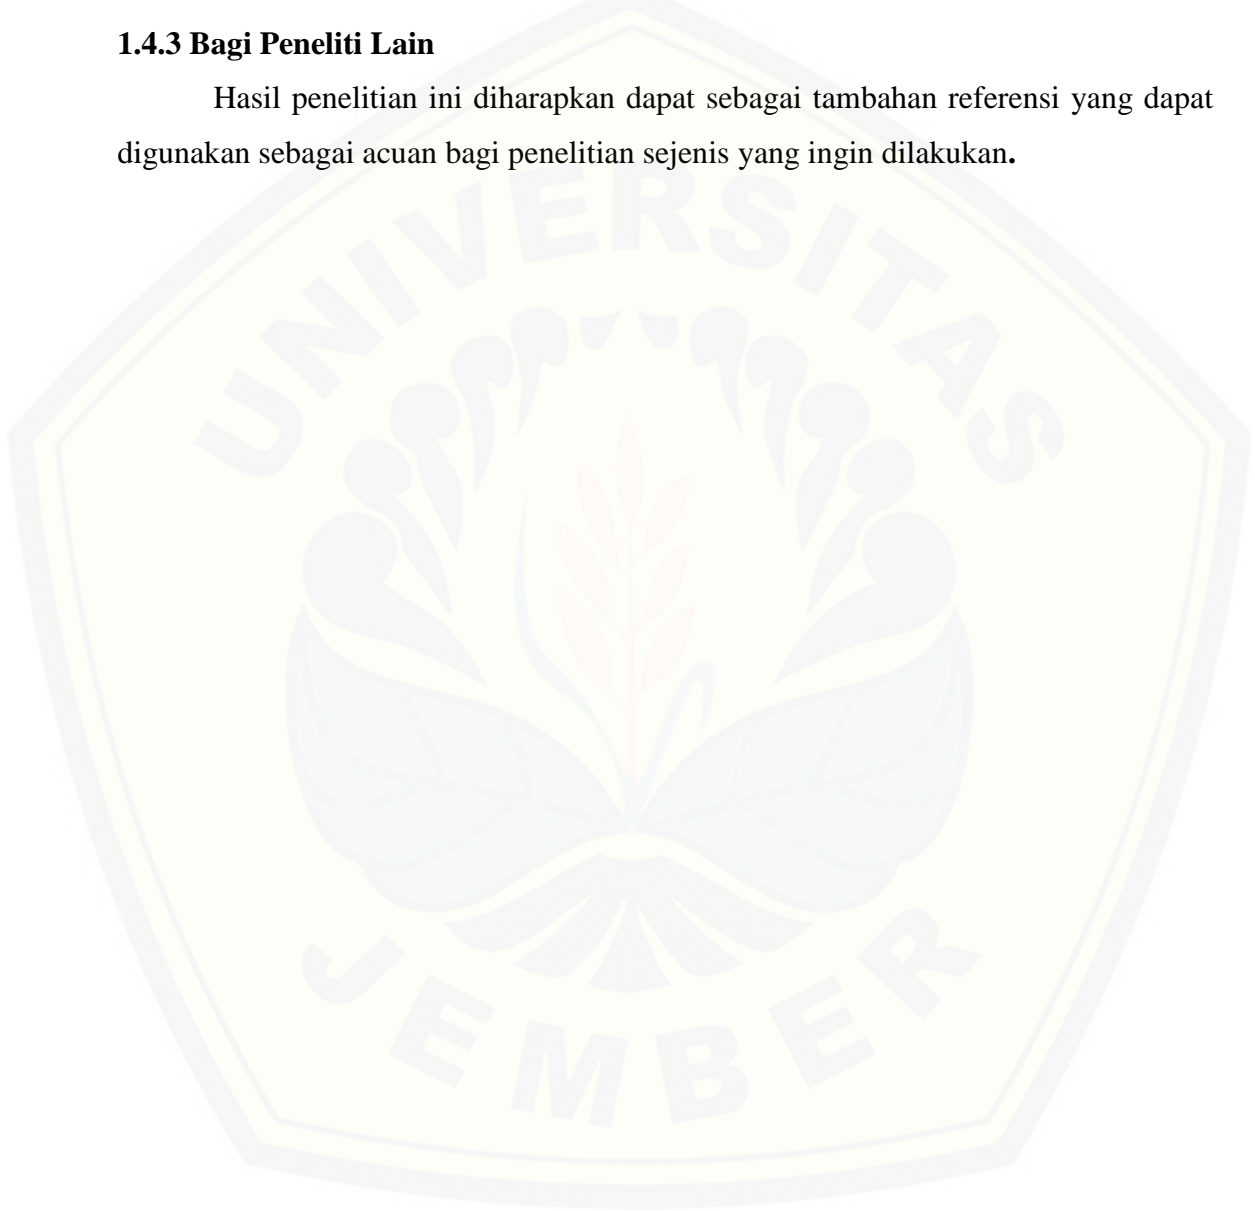 1.4.3 Bagi Peneliti Lain
Hasil penelitian ini diharapkan dapat sebagai tambahan referensi yang dapat
digunakan sebagai acuan bagi penelitian sejenis yang ingin dilakukan.
UNIVERSITAS
JEMBER